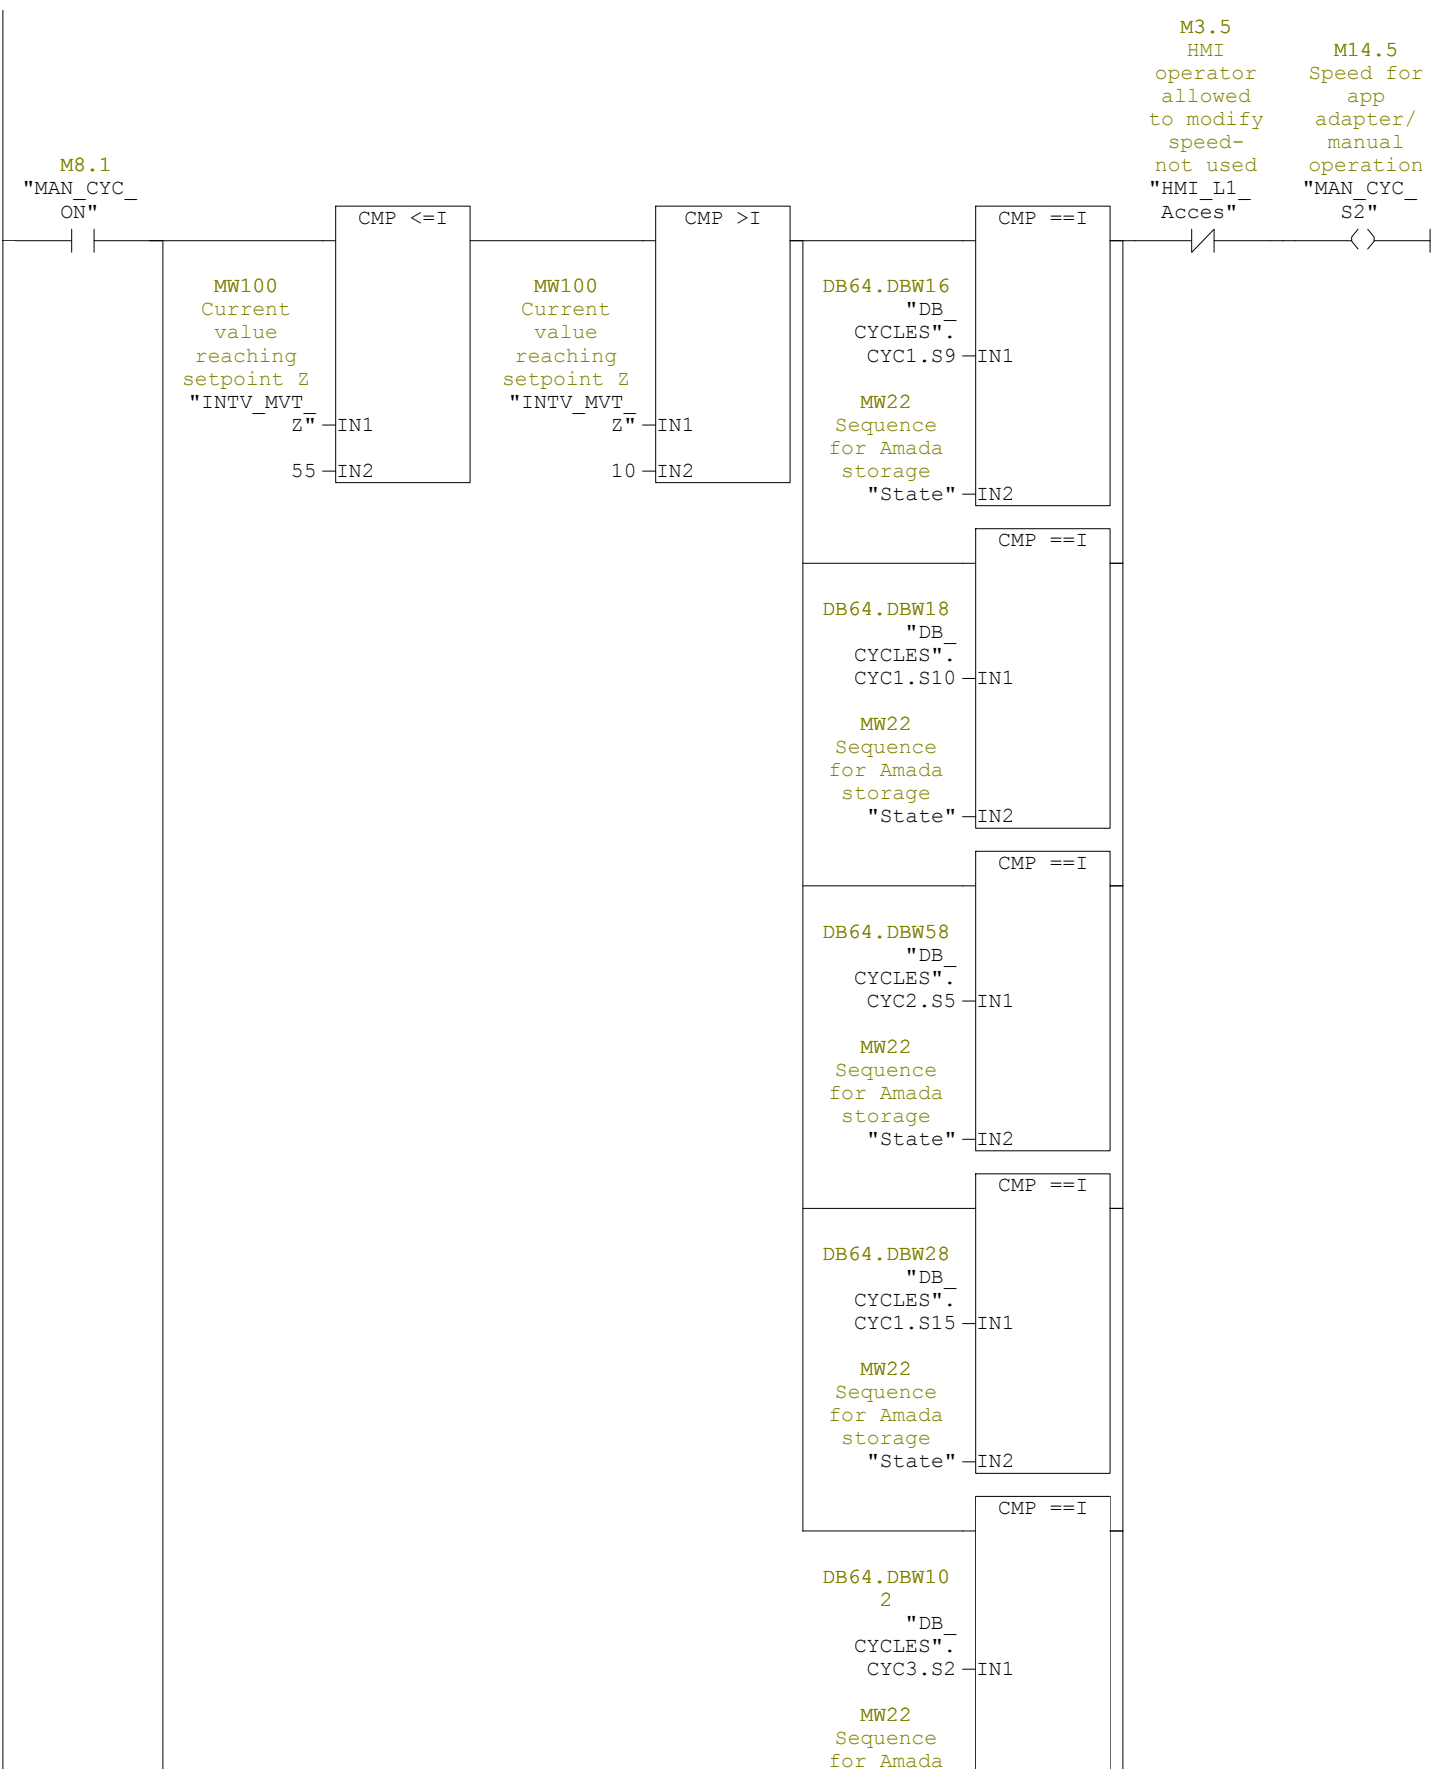 M3.5
HMI
operator
allowed
to modify
speed-
not used
"HMI_L1_
Acces"
M14.5
Speed for
app
adapter/
manual
operation
"MAN_CYC_
S2"
M8.1
"MAN_CYC_
ON"
CMP <=I
MW100
Current
value
reaching
setpoint Z
"INTV_MVT_
Z"
IN1
55
IN2
CMP >I
MW100
Current
value
reaching
setpoint Z
"INTV_MVT_
Z"
IN1
10
IN2
CMP ==I
DB64.DBW16
"DB_
CYCLES".
CYC1.S9
IN1
MW22
Sequence
for Amada
storage
"State"
IN2
CMP ==I
DB64.DBW18
"DB_
CYCLES".
CYC1.S10
IN1
MW22
Sequence
for Amada
storage
"State"
IN2
CMP ==I
DB64.DBW58
"DB_
CYCLES".
CYC2.S5
IN1
MW22
Sequence
for Amada
storage
"State"
IN2
CMP ==I
DB64.DBW28
"DB_
CYCLES".
CYC1.S15
IN1
MW22
Sequence
for Amada
storage
"State"
IN2
CMP ==I
DB64.DBW10
2
"DB_
CYCLES".
CYC3.S2
IN1
MW22
Sequence
for Amada